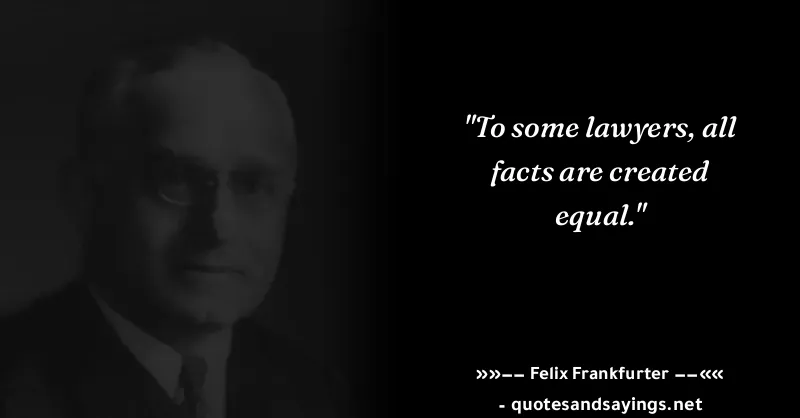 "To some lawyers, all
facts are created
equal."
»»−− Felix Frankfurter −−««
- quotesandsayings.net